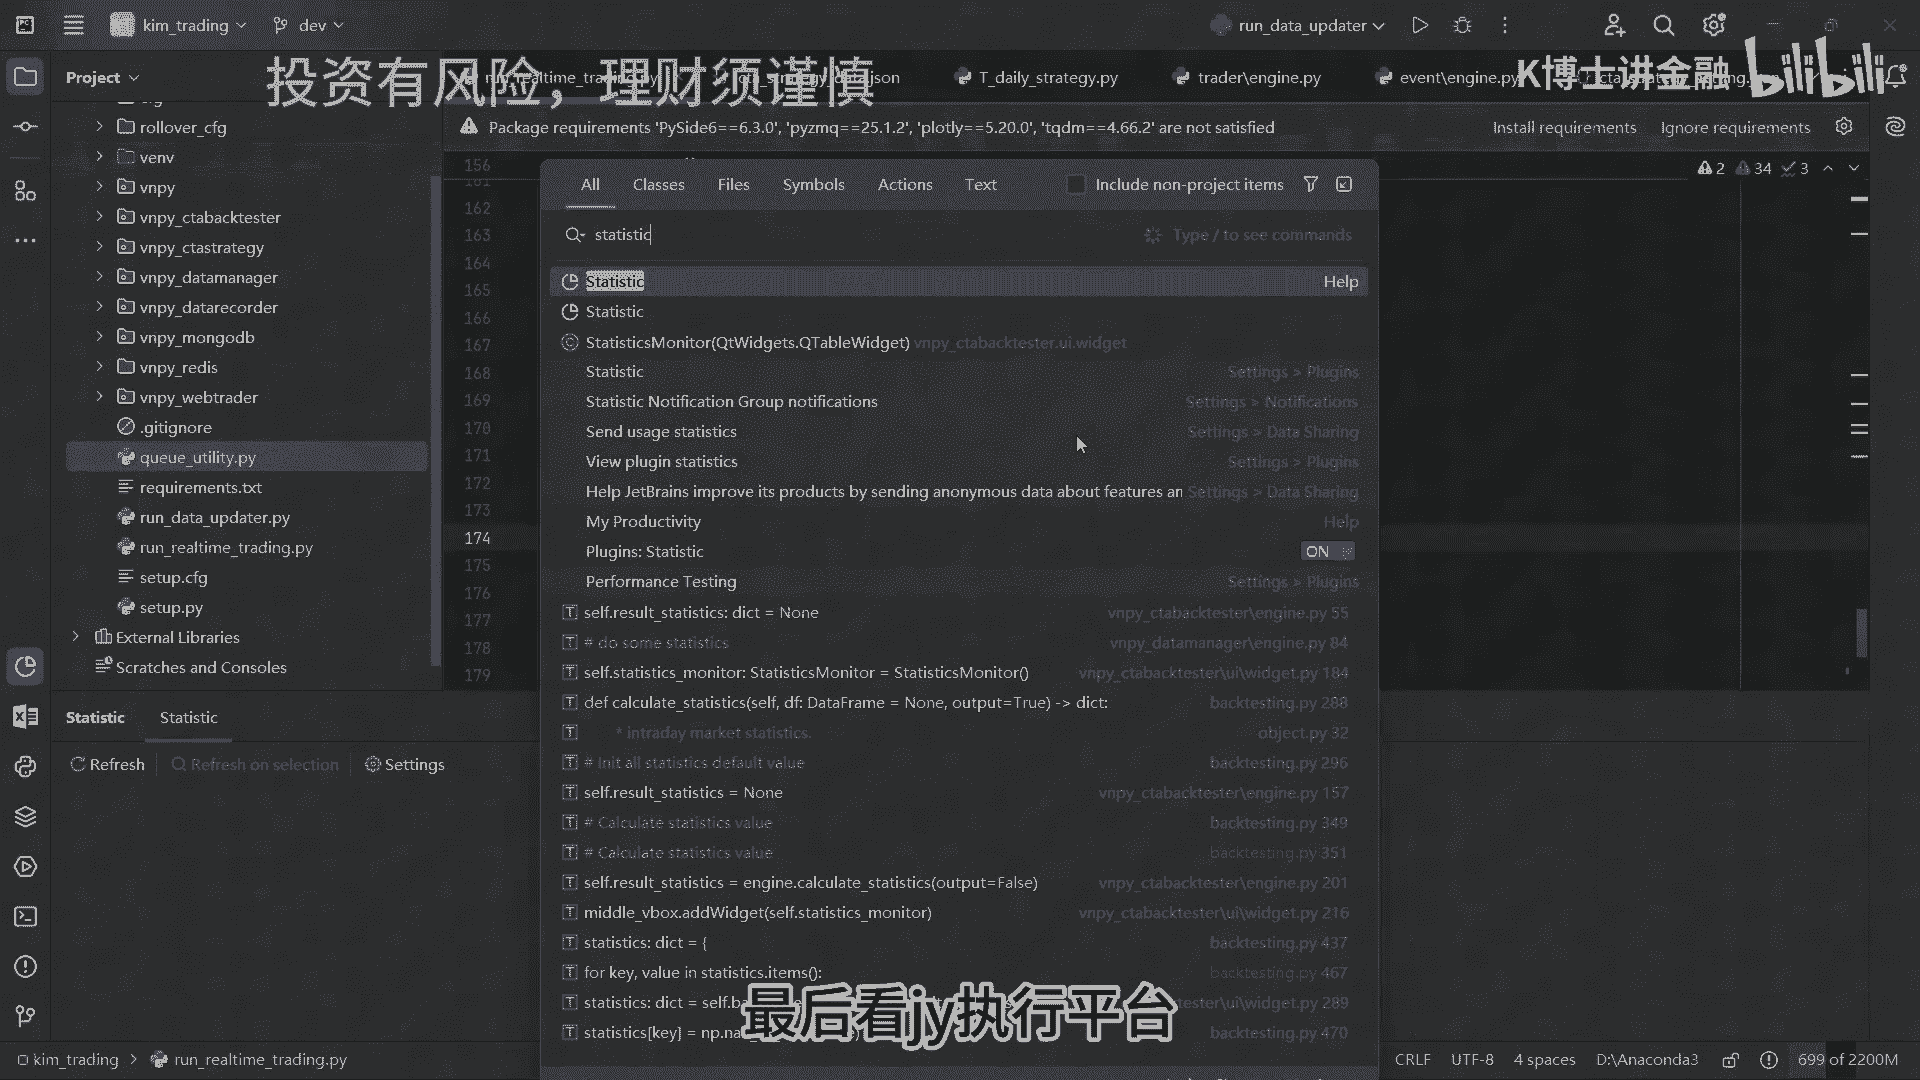 kim_trading
dev
run_data_updater
Project
投资有风险，理财须谨慎
T_daily_strategy.py
trader\engine.py
event\engine.py
K博士讲金融
bilibili
Package requirements 'PySide6==6.3.0', 'pyzmq==25.1.2', 'plotly==5.20.0', 'tqdm==4.66.2' are not satisfied
Install requirements
Ignore requirements
2
34
3
rollover_cfg
venv
vnpy
vnpy_ctabacktester
vnpy_ctastrategy
vnpy_datamanager
vnpy_datarecorder
vnpy_mongodb
vnpy_redis
vnpy_webtrader
.gitignore
queue_utility.py
requirements.txt
run_data_updater.py
run_realtime_trading.py
setup.cfg
setup.py
External Libraries
Scratches and Consoles
156
162
163
164
165
166
167
168
169
170
171
172
173
174
175
176
177
178
179
All Classes Files Symbols Actions Text
Include non-project items
statistic
Type / to see commands
Statistic Help
Statistic
StatisticsMonitor(QtWidgets.QTableWidget) vnpy_ctabacktester.ui.widget
Statistic Settings > Plugins
Statistic Notification Group notifications Settings > Notifications
Send usage statistics Settings > Data Sharing
View plugin statistics Settings > Plugins
Help JetBrains improve its products by sending anonymous data about features an Settings > Data Sharing
My Productivity Help
Plugins: Statistic ON
Performance Testing Settings > Plugins
self.result_statistics: dict = None vnpy_ctabacktester\engine.py 55
# do some statistics vnpy_datamanager\engine.py 84
self.statistics_monitor: StatisticsMonitor = StatisticsMonitor() vnpy_ctabacktester\ui\widget.py 184
def calculate_statistics(self, df: DataFrame = None, output=True) -> dict: backtesting.py 288
* intraday market statistics. object.py 32
# Init all statistics default value backtesting.py 296
self.result_statistics = None vnpy_ctabacktester\engine.py 157
# Calculate statistics value backtesting.py 349
# Calculate statistics value backtesting.py 351
self.result_statistics = engine.calculate_statistics(output=False) vnpy_ctabacktester\engine.py 201
middle_vbox.addWidget(self.statistics_monitor) vnpy_ctabacktester\ui\widget.py 216
statistics: dict = { backtesting.py 437
for key, value in statistics.items(): backtesting.py 467
statistics: dict = self.ba
289
statistics[key] = np.na
backtesting.py 470
最后看jy执行平台
Statistic
Statistic
Refresh
Refresh on selection
Settings
kim_trading > run_realtime_trading.py
CRLF UTF-8 4 spaces D:\Anaconda3
699 of 2200M